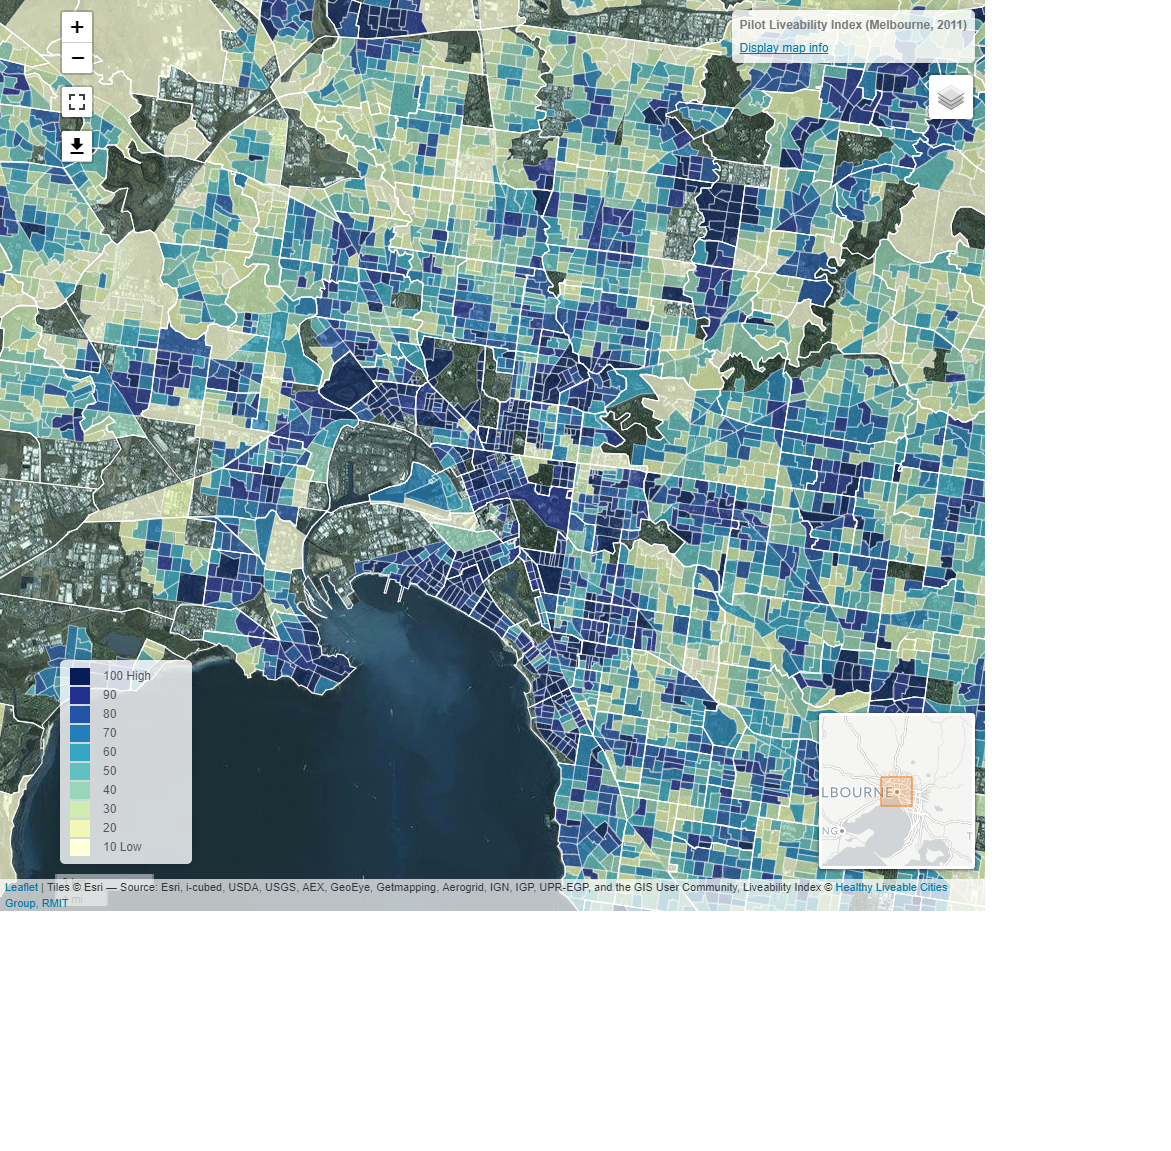 +
Pilot Liveability Index (Melbourne, 2011)
Display map info
−
100 High
90
80
70
60
50
40
30
20
10 Low
LBOURNE
NG
T
Leaflet | Tiles © Esri — Source: Esri, i-cubed, USDA, USGS, AEX, GeoEye, Getmapping, Aerogrid, IGN, IGP, UPR-EGP, and the GIS User Community, Liveability Index © Healthy Liveable Cities
Group, RMIT
mi